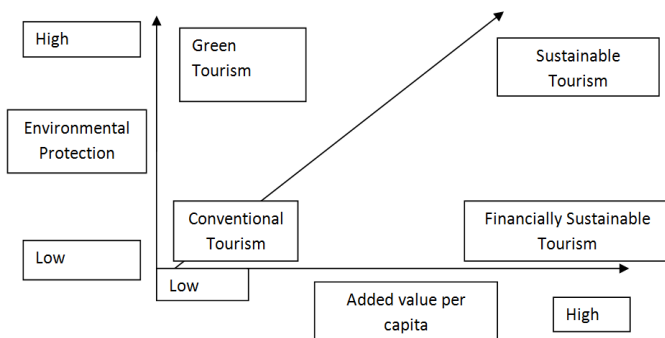 High
Green
Tourism
Sustainable
Tourism
Environmental
Protection
Conventional
Tourism
Financially Sustainable
Tourism
Low
Low
Added value per
capita
High